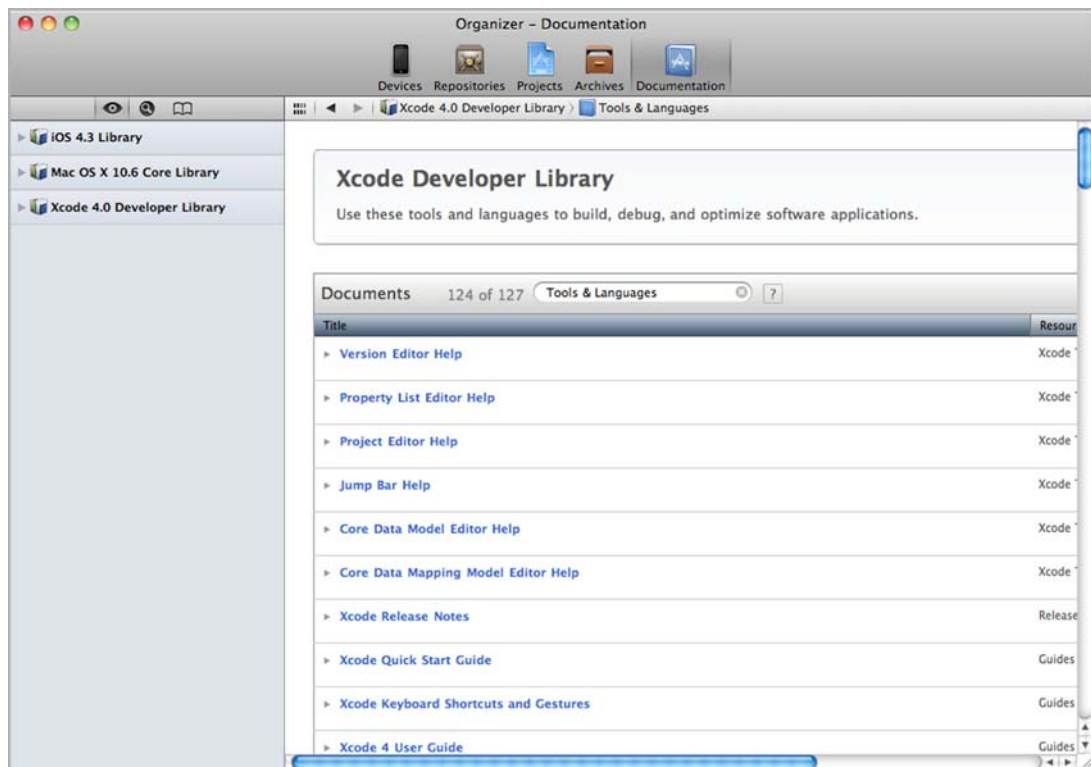 Organizer – Documentation
Devices Repositories Projects Archives Documentation
Xcode 4.0 Developer Library Tools & Languages
iOS 4.3 Library
Mac OS X 10.6 Core Library
Xcode 4.0 Developer Library
Xcode Developer Library
Use these tools and languages to build, debug, and optimize software applications.
Documents 124 of 127 Tools & Languages ?
Title Resour
Version Editor Help Xcode
Property List Editor Help Xcode
Project Editor Help Xcode
Jump Bar Help Xcode
Core Data Model Editor Help Xcode
Core Data Mapping Model Editor Help Xcode
Xcode Release Notes Release
Xcode Quick Start Guide Guides
Xcode Keyboard Shortcuts and Gestures Guides
Xcode 4 User Guide Guides